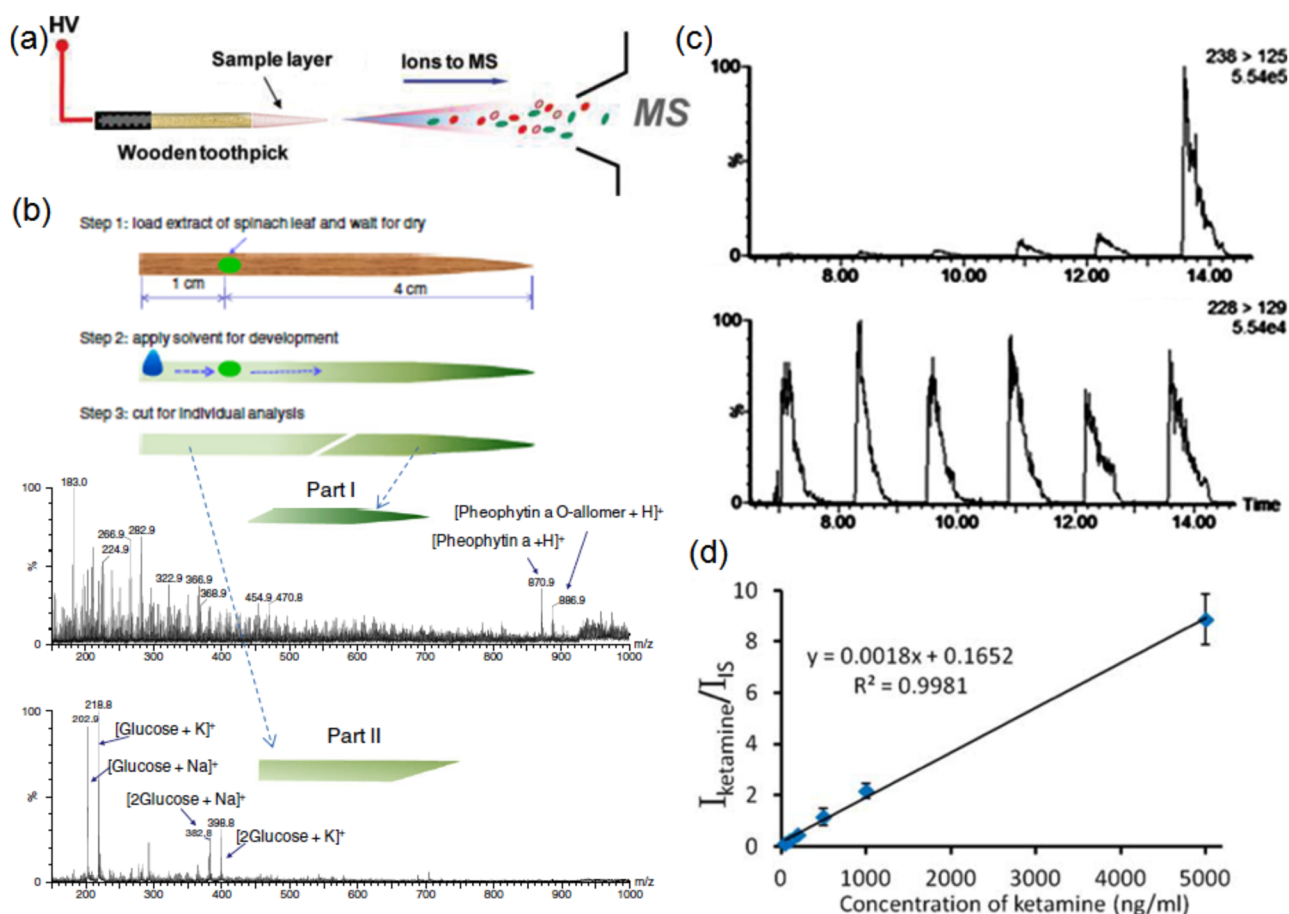 (a)
HV
Sample layer
Ions to MS
MS
Wooden toothpick
(b)
Step 1: load extract of spinach leaf and wait for dry
1 cm
4 cm
Step 2: apply solvent for development
Step 3: cut for individual analysis
Part I
100
%
0
183.0
266.9
282.9
224.9
322.9
366.9
368.9
454.9
470.8
[Pheophytin a O-allomer + H]+
[Pheophytin a +H]+
870.9
886.9
200 300 400 500 600 700 800 900 1000 m/z
Part II
100
%
0
218.8
202.9
[Glucose + K]+
[Glucose + Na]+
[2Glucose + Na]+
382.8
398.8
[2Glucose + K]+
200 300 400 500 600 700 800 900 1000 m/z
(c)
238 > 125
5.54e5
100
%
0
8.00 10.00 12.00 14.00
228 > 129
5.54e4
100
%
0
Time
8.00 10.00 12.00 14.00
(d)
y = 0.0018x + 0.1652
R² = 0.9981
Iketamine/IIS
10
8
6
4
2
0
0 1000 2000 3000 4000 5000
Concentration of ketamine (ng/ml)